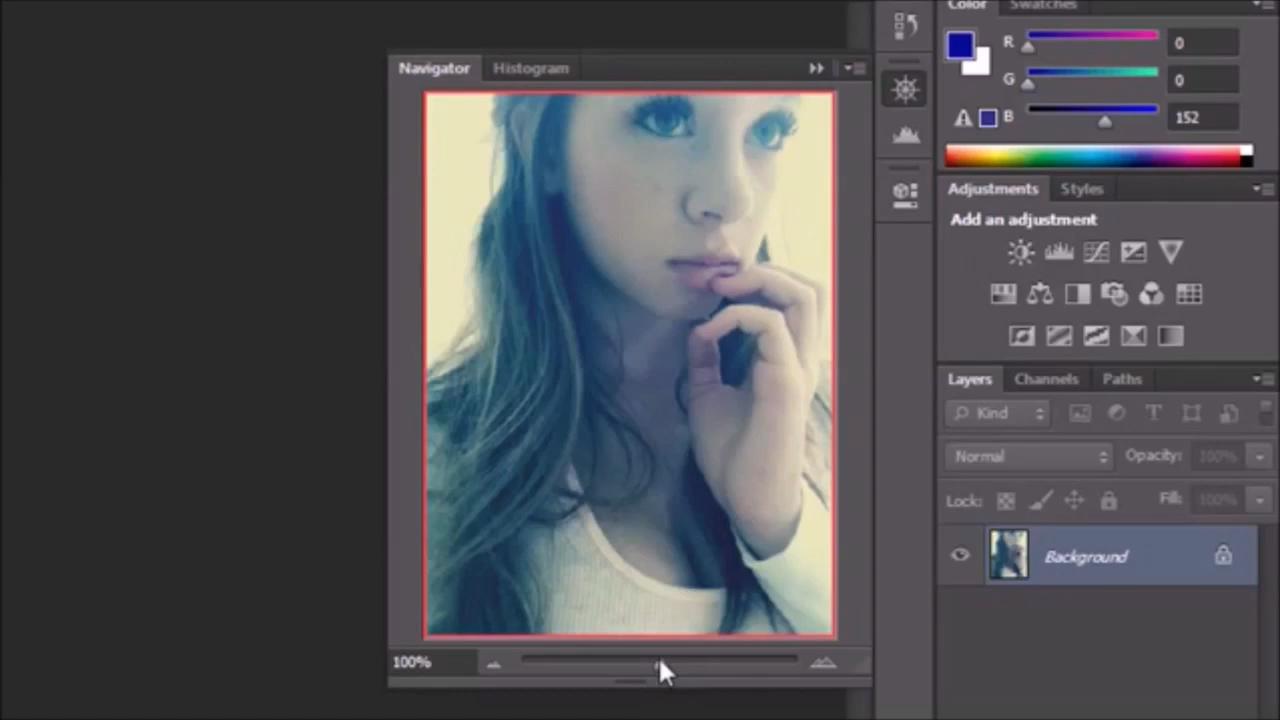 Color Swatches
Navigator Histogram
R 0
G 0
B 152
Adjustments Styles
Add an adjustment
Layers Channels Paths
Kind
Normal Opacity: 100%
Lock: Fill: 100%
Background
100%